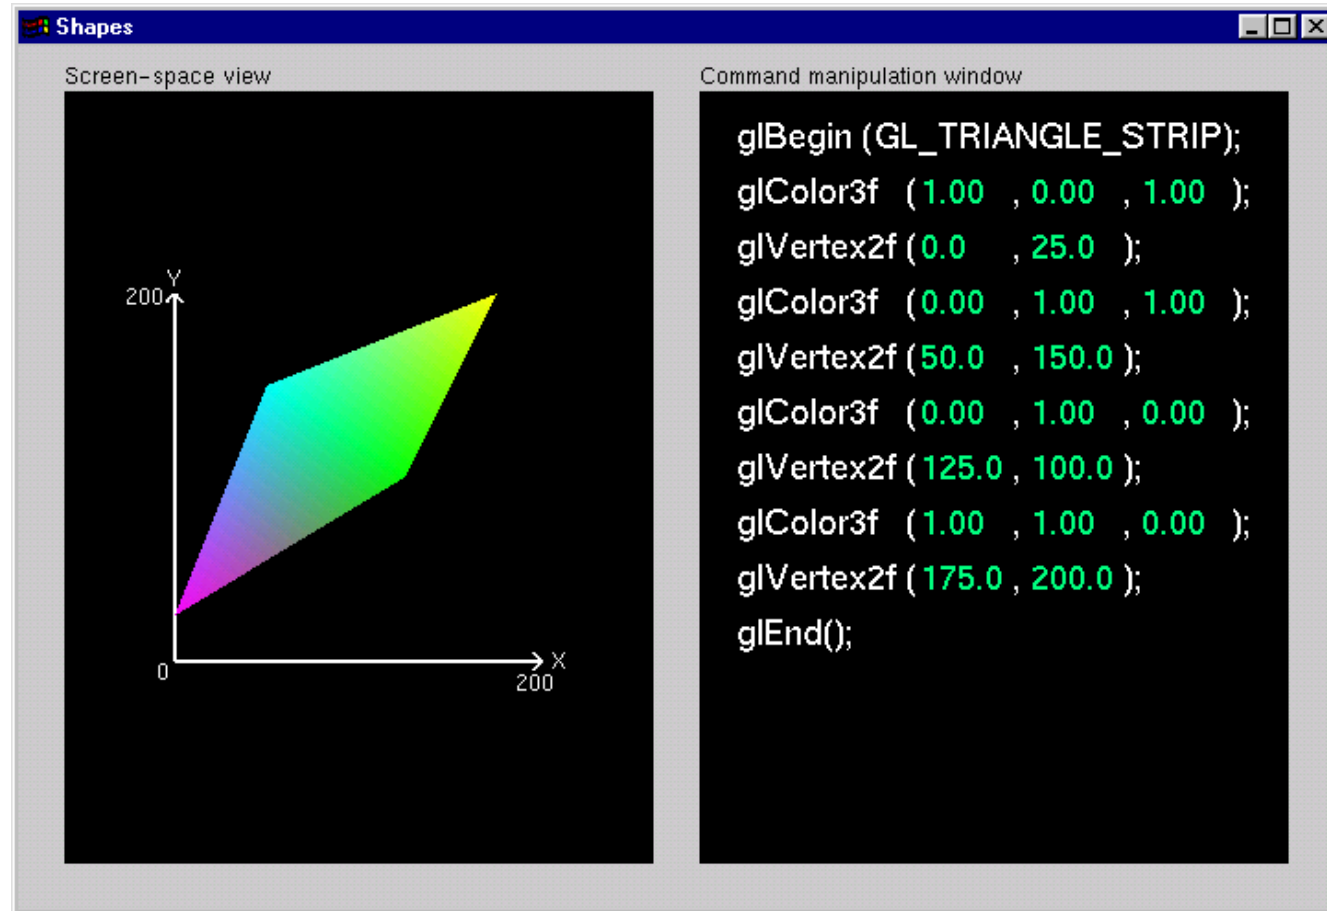 Shapes
Screen-space view
Y
200
0
X
200
Command manipulation window
glBegin (GL_TRIANGLE_STRIP);
glColor3f ( 1.00 , 0.00 , 1.00 );
glVertex2f ( 0.0 , 25.0 );
glColor3f ( 0.00 , 1.00 , 1.00 );
glVertex2f ( 50.0 , 150.0 );
glColor3f ( 0.00 , 1.00 , 0.00 );
glVertex2f ( 125.0 , 100.0 );
glColor3f ( 1.00 , 1.00 , 0.00 );
glVertex2f ( 175.0 , 200.0 );
glEnd();